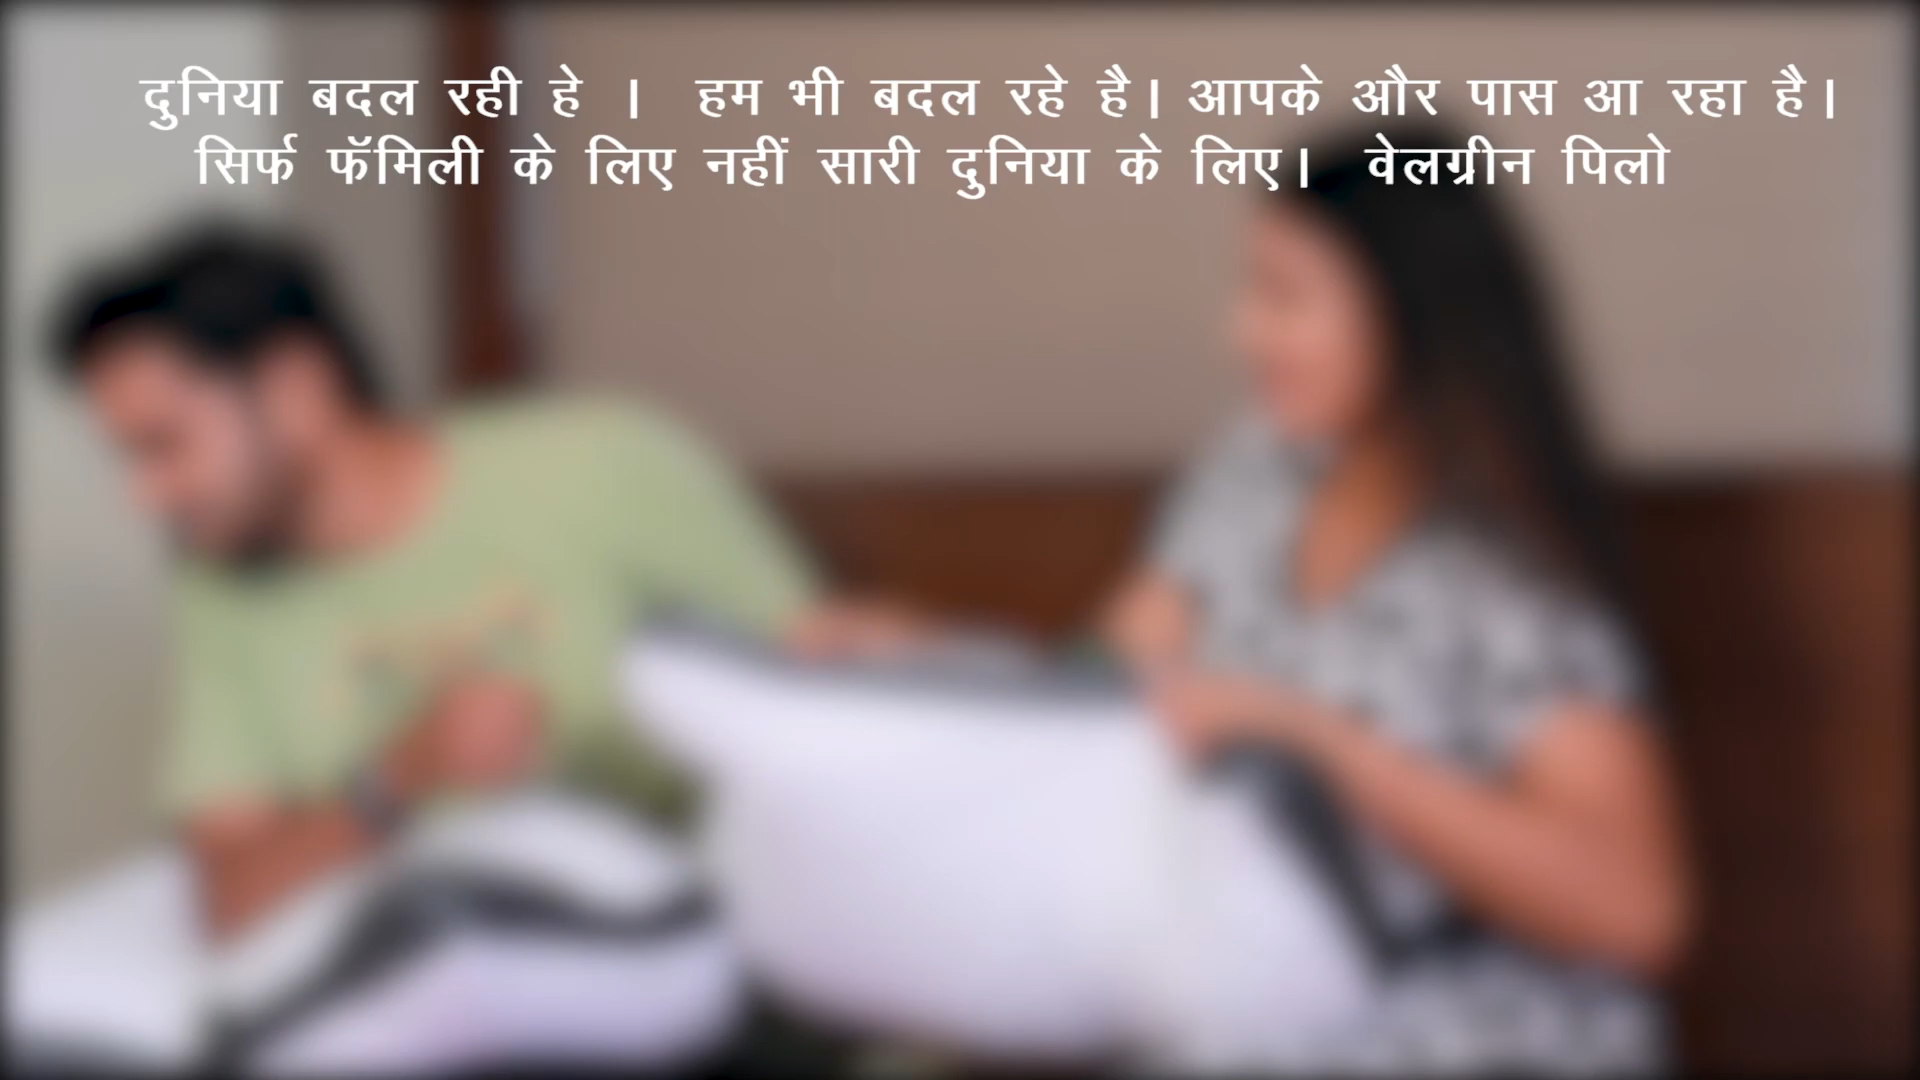 दुनिया बदल रही हे । हम भी बदल रहे है। आपके और पास आ रहा है।
सिर्फ फॅमिली के लिए नहीं सारी दुनिया के लिए। वेलग्रीन पिलो